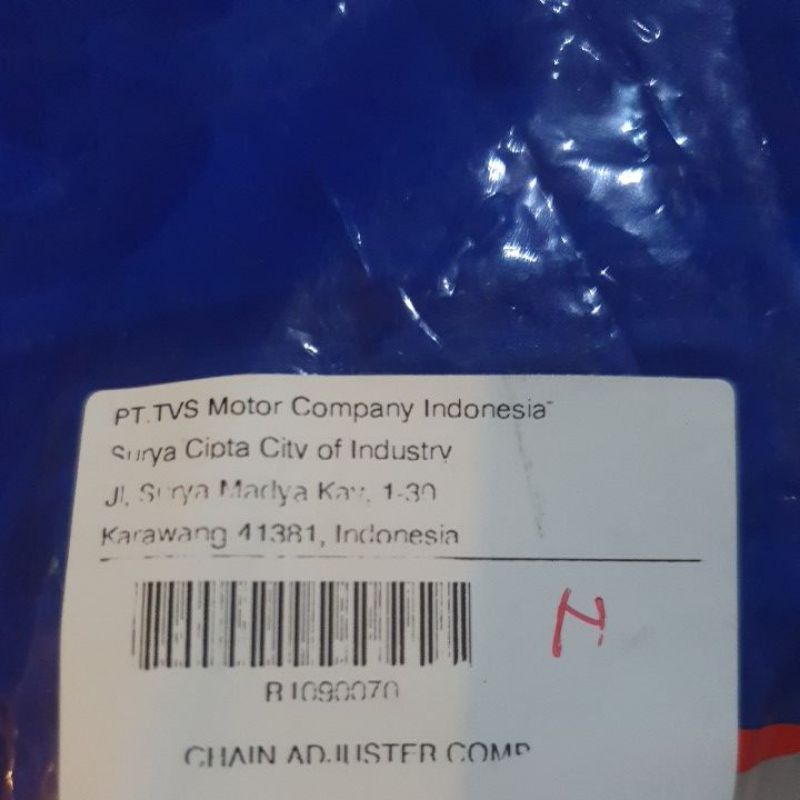 PT.TVS Motor Company Indonesia
Surya Cipta City of Industry
Jl. Surya Madya Kav. 1-30
Karawang 41381, Indonesia
R1090070
CHAIN ADJUSTER COMP